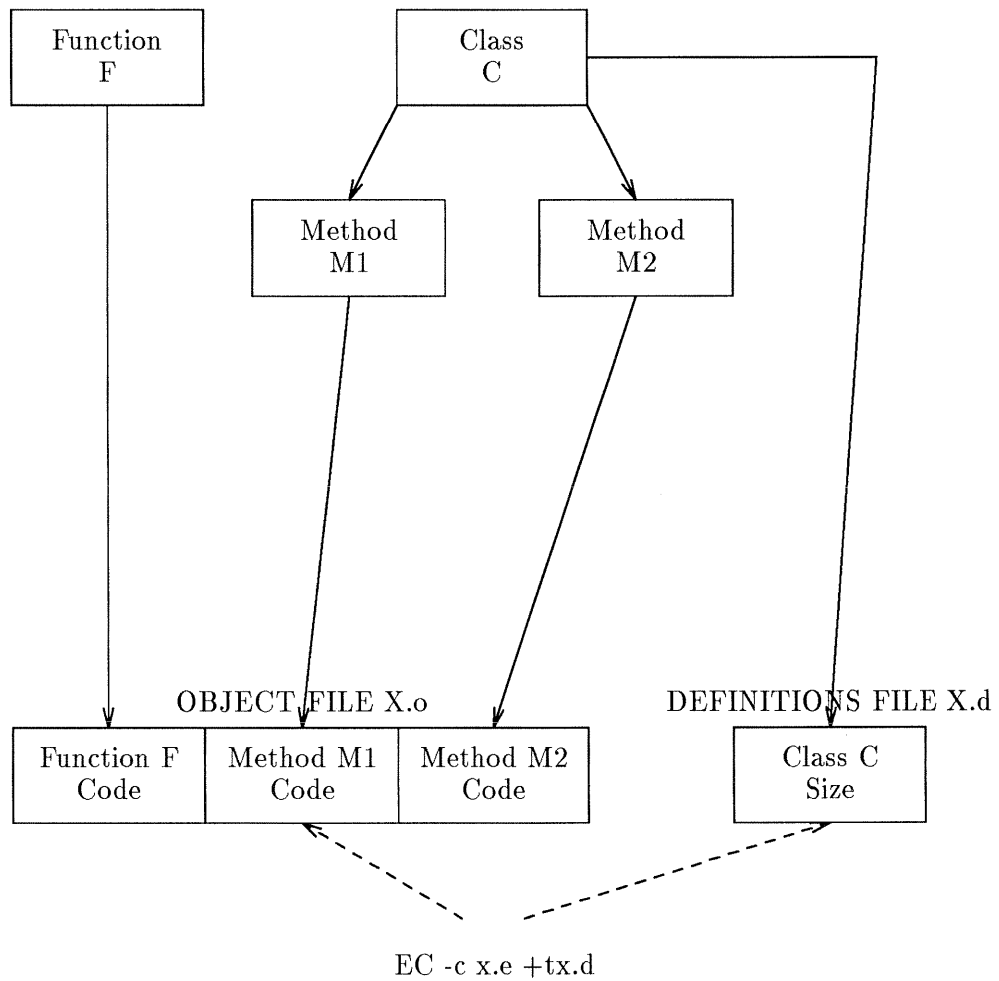 Function
F
Class
C
Method
M1
Method
M2
OBJECT FILE X.o
DEFINITIONS FILE X.d
Function F
Code
Method M1
Code
Method M2
Code
Class C
Size
EC -c x.e +tx.d